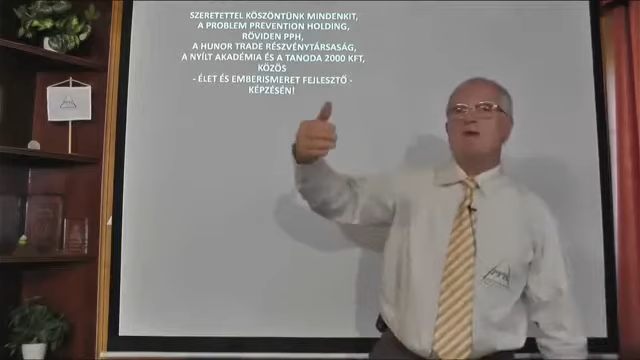 SZERETETTEL KÖSZÖNTÜNK MINDENKIT,
A PROBLEM PREVENTION HOLDING,
RÖVIDEN PPH,
A HUNOR TRADE RÉSZVÉNYTÁRSASÁG,
A NYÍLT AKADÉMIA ÉS A TANODA 2000 KFT,
KÖZÖS
- ÉLET ÉS EMBERISMERET FEJLESZTŐ -
KÉPZÉSÉN!
PPH